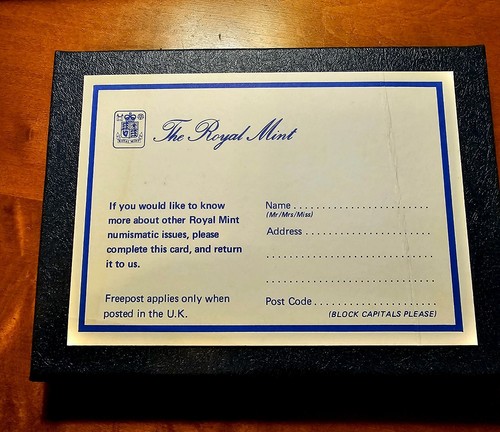 ROYAL MINT
The Royal Mint
If you would like to know
more about other Royal Mint
numismatic issues, please
complete this card, and return
it to us.
Freepost applies only when
posted in the U.K.
Name . . . . . . . . . . . . . . . . . . . . . . . . .
(Mr/Mrs/Miss)
Address . . . . . . . . . . . . . . . . . . . . . . .
. . . . . . . . . . . . . . . . . . . . . . . . . . . . . .
. . . . . . . . . . . . . . . . . . . . . . . . . . . . . .
Post Code . . . . . . . . . . . . . . . . . . . . . .
(BLOCK CAPITALS PLEASE)